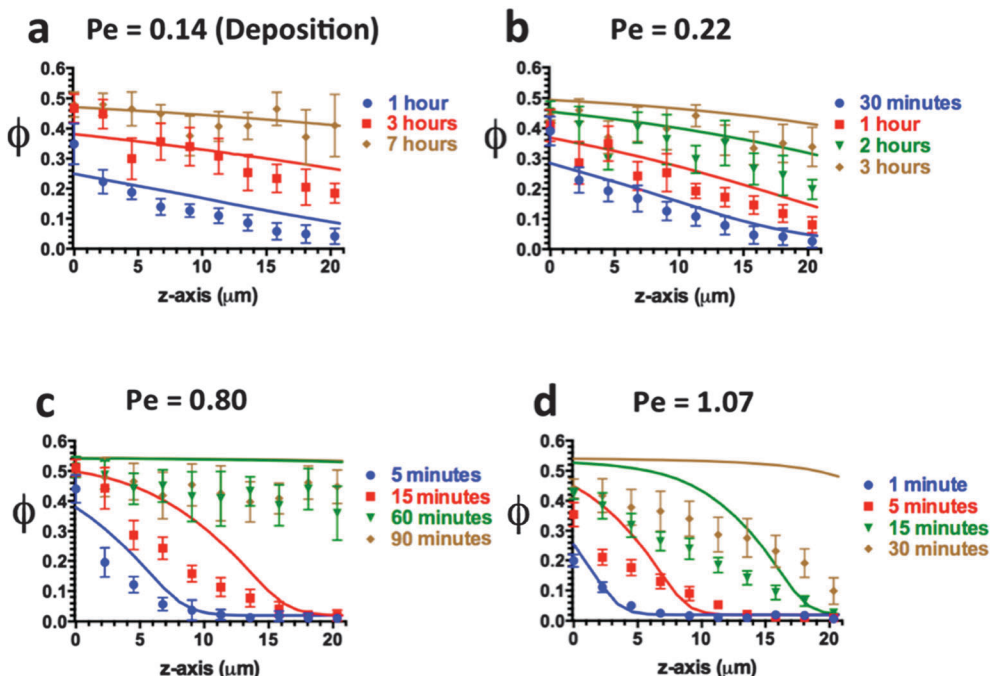 a Pe = 0.14 (Deposition)
0.6
0.5
0.4
0.3
0.2
0.1
0.0
ϕ
0 5 10 15 20
z-axis (μm)
1 hour
3 hours
7 hours
b Pe = 0.22
0.6
0.5
0.4
0.3
0.2
0.1
0.0
ϕ
0 5 10 15 20
z-axis (μm)
30 minutes
1 hour
2 hours
3 hours
c Pe = 0.80
0.6
0.5
0.4
0.3
0.2
0.1
0.0
ϕ
0 5 10 15 20
z-axis (μm)
5 minutes
15 minutes
60 minutes
90 minutes
d Pe = 1.07
0.6
0.5
0.4
0.3
0.2
0.1
0.0
ϕ
0 5 10 15 20
z-axis (μm)
1 minute
5 minutes
15 minutes
30 minutes